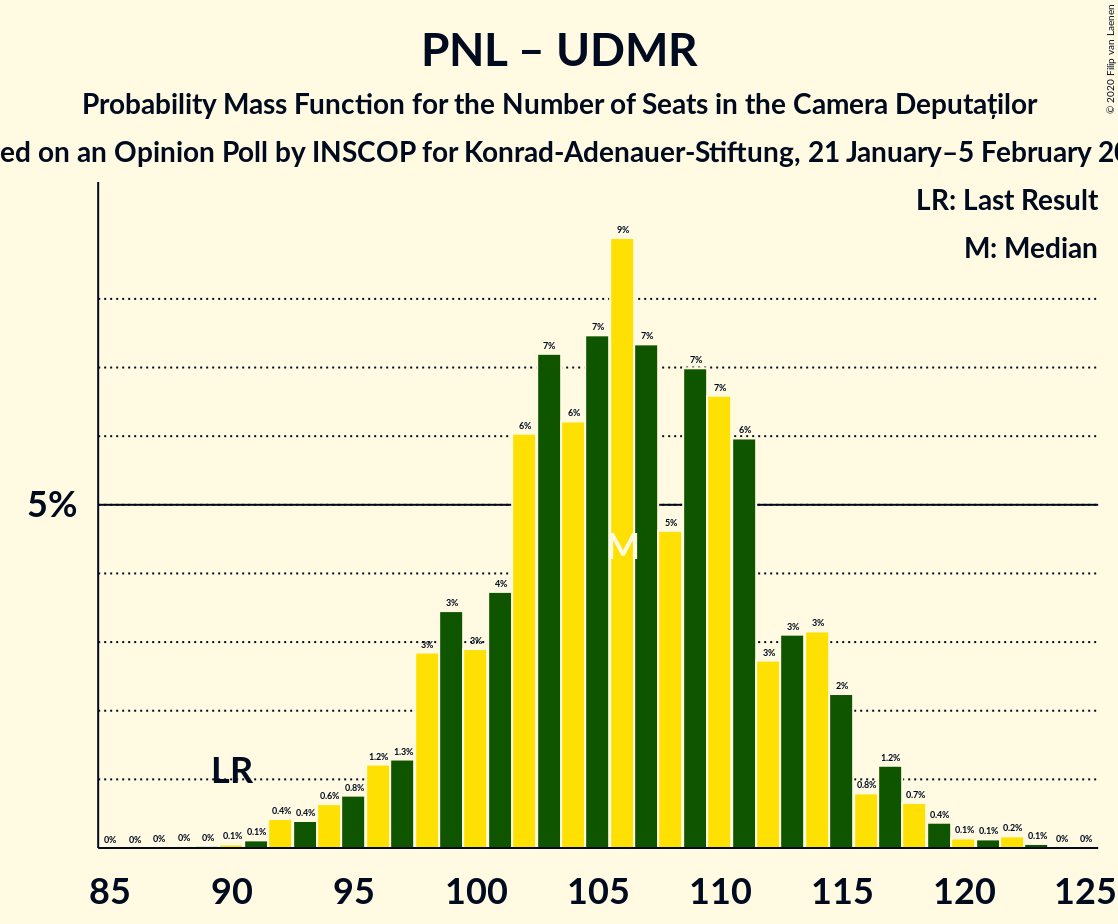 PNL – UDMR
Probability Mass Function for the Number of Seats in the Camera Deputaților
ed on an Opinion Poll by INSCOP for Konrad-Adenauer-Stiftung, 21 January–5 February 20
© 2020 Filip van Laenen
LR: Last Result
M: Median
5%
0% 0% 0% 0% 0% 0.1% 0.1% 0.4% 0.4% 0.6% 0.8% 1.2% 1.3% 3% 3% 3% 4% 6% 7% 6% 7% 9% 7% 5% 7% 7% 6% 3% 3% 3% 2% 0.8% 1.2% 0.7% 0.4% 0.1% 0.1% 0.2% 0.1% 0% 0%
M
LR
85 90 95 100 105 110 115 120 125